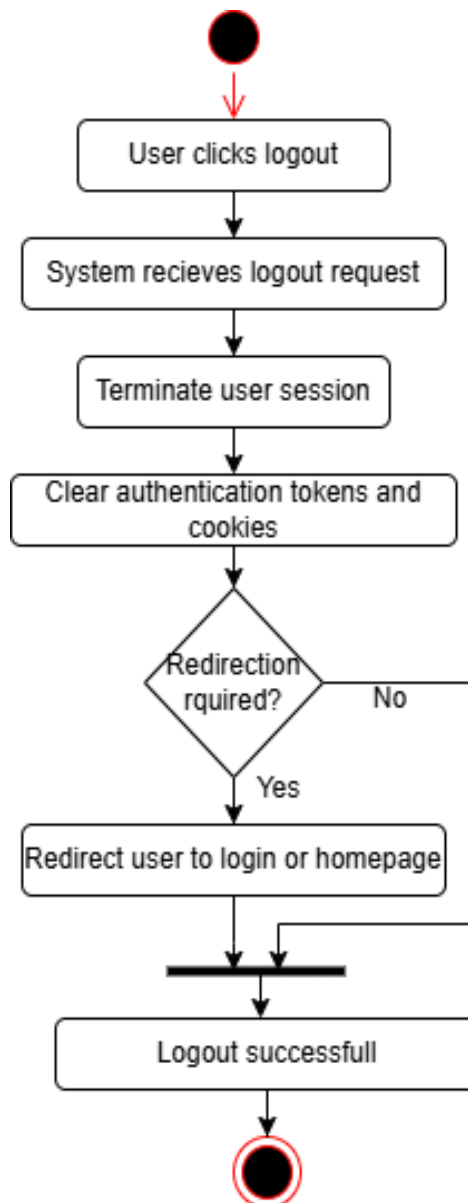 User clicks logout
System recieves logout request
Terminate user session
Clear authentication tokens and
cookies
Redirection
rquired?
No
Yes
Redirect user to login or homepage
Logout successfull